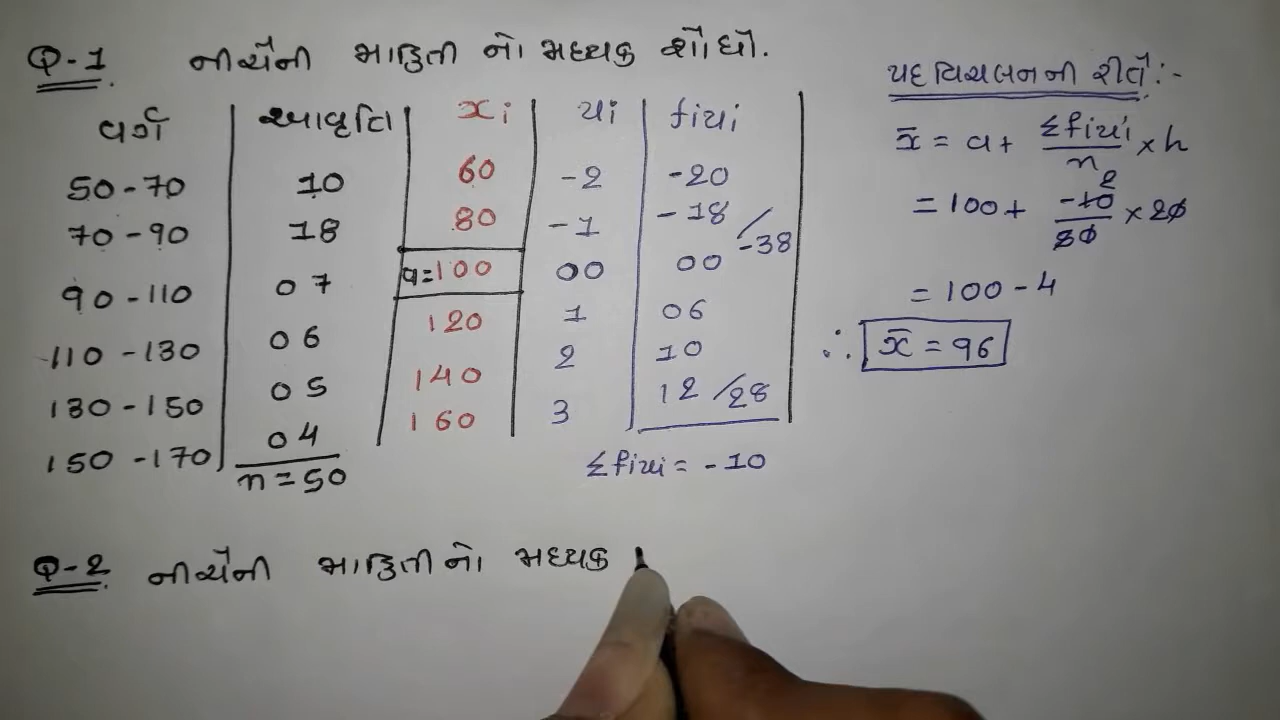 Q-1 નીચેની માહિતી નો મધ્યક શોધો.
વર્ગ આવૃતિ xi ui fiui
50-70 10 60 -2 -20
70-90 18 80 -1 -18 /-38
90-110 07 a=100 00 00
110-130 06 120 1 06
130-150 05 140 2 10
150-170 04 160 3 12 /28
n=50
Σfiui = -10
પદ વિચલનની રીતે:-
x̄ = a + Σfiui/n × h
= 100 + -10/50 × 20 2
= 100 - 4
∴ x̄ = 96
Q-2 નીચેની માહિતી નો મધ્યક